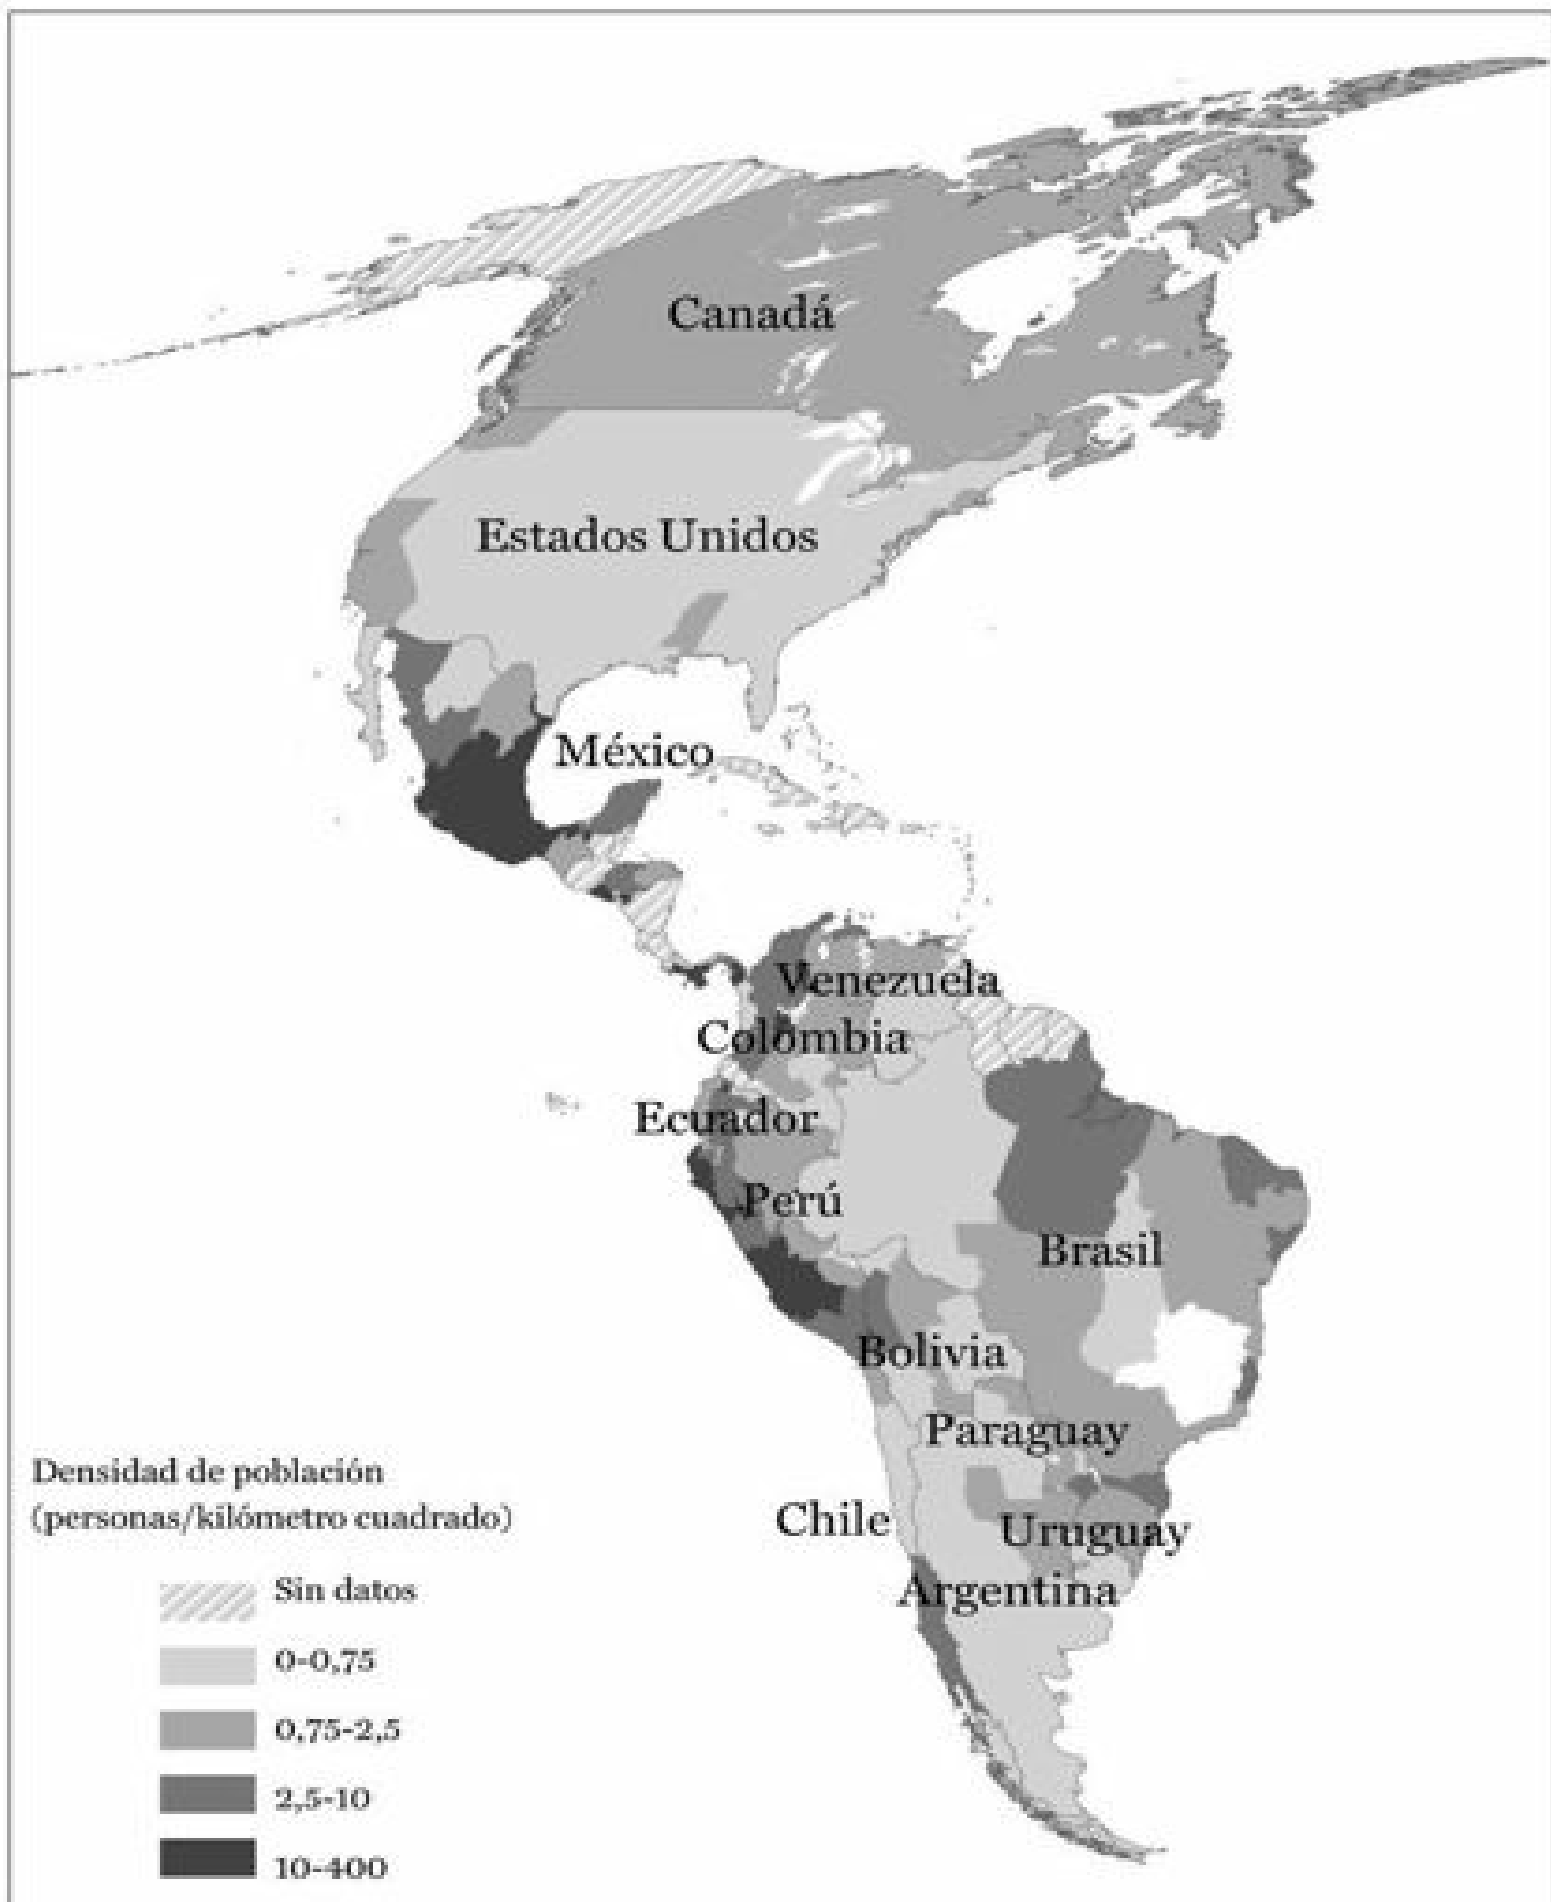 Canadá
Estados Unidos
México
Venezuela
Colombia
Ecuador
Perú
Brasil
Bolivia
Paraguay
Chile
Uruguay
Argentina
Densidad de población
(personas/kilómetro cuadrado)
Sin datos
0-0,75
0,75-2,5
2,5-10
10-400